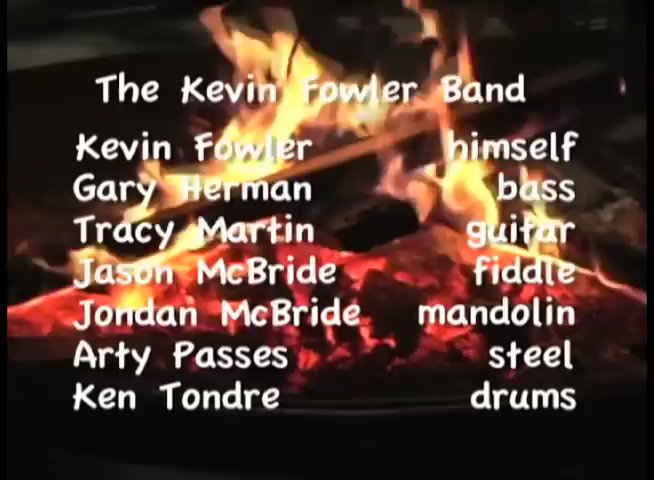 The Kevin Fowler Band
Kevin Fowler himself
Gary Herman bass
Tracy Martin guitar
Jason McBride fiddle
Jondan McBride mandolin
Arty Passes steel
Ken Tondre drums